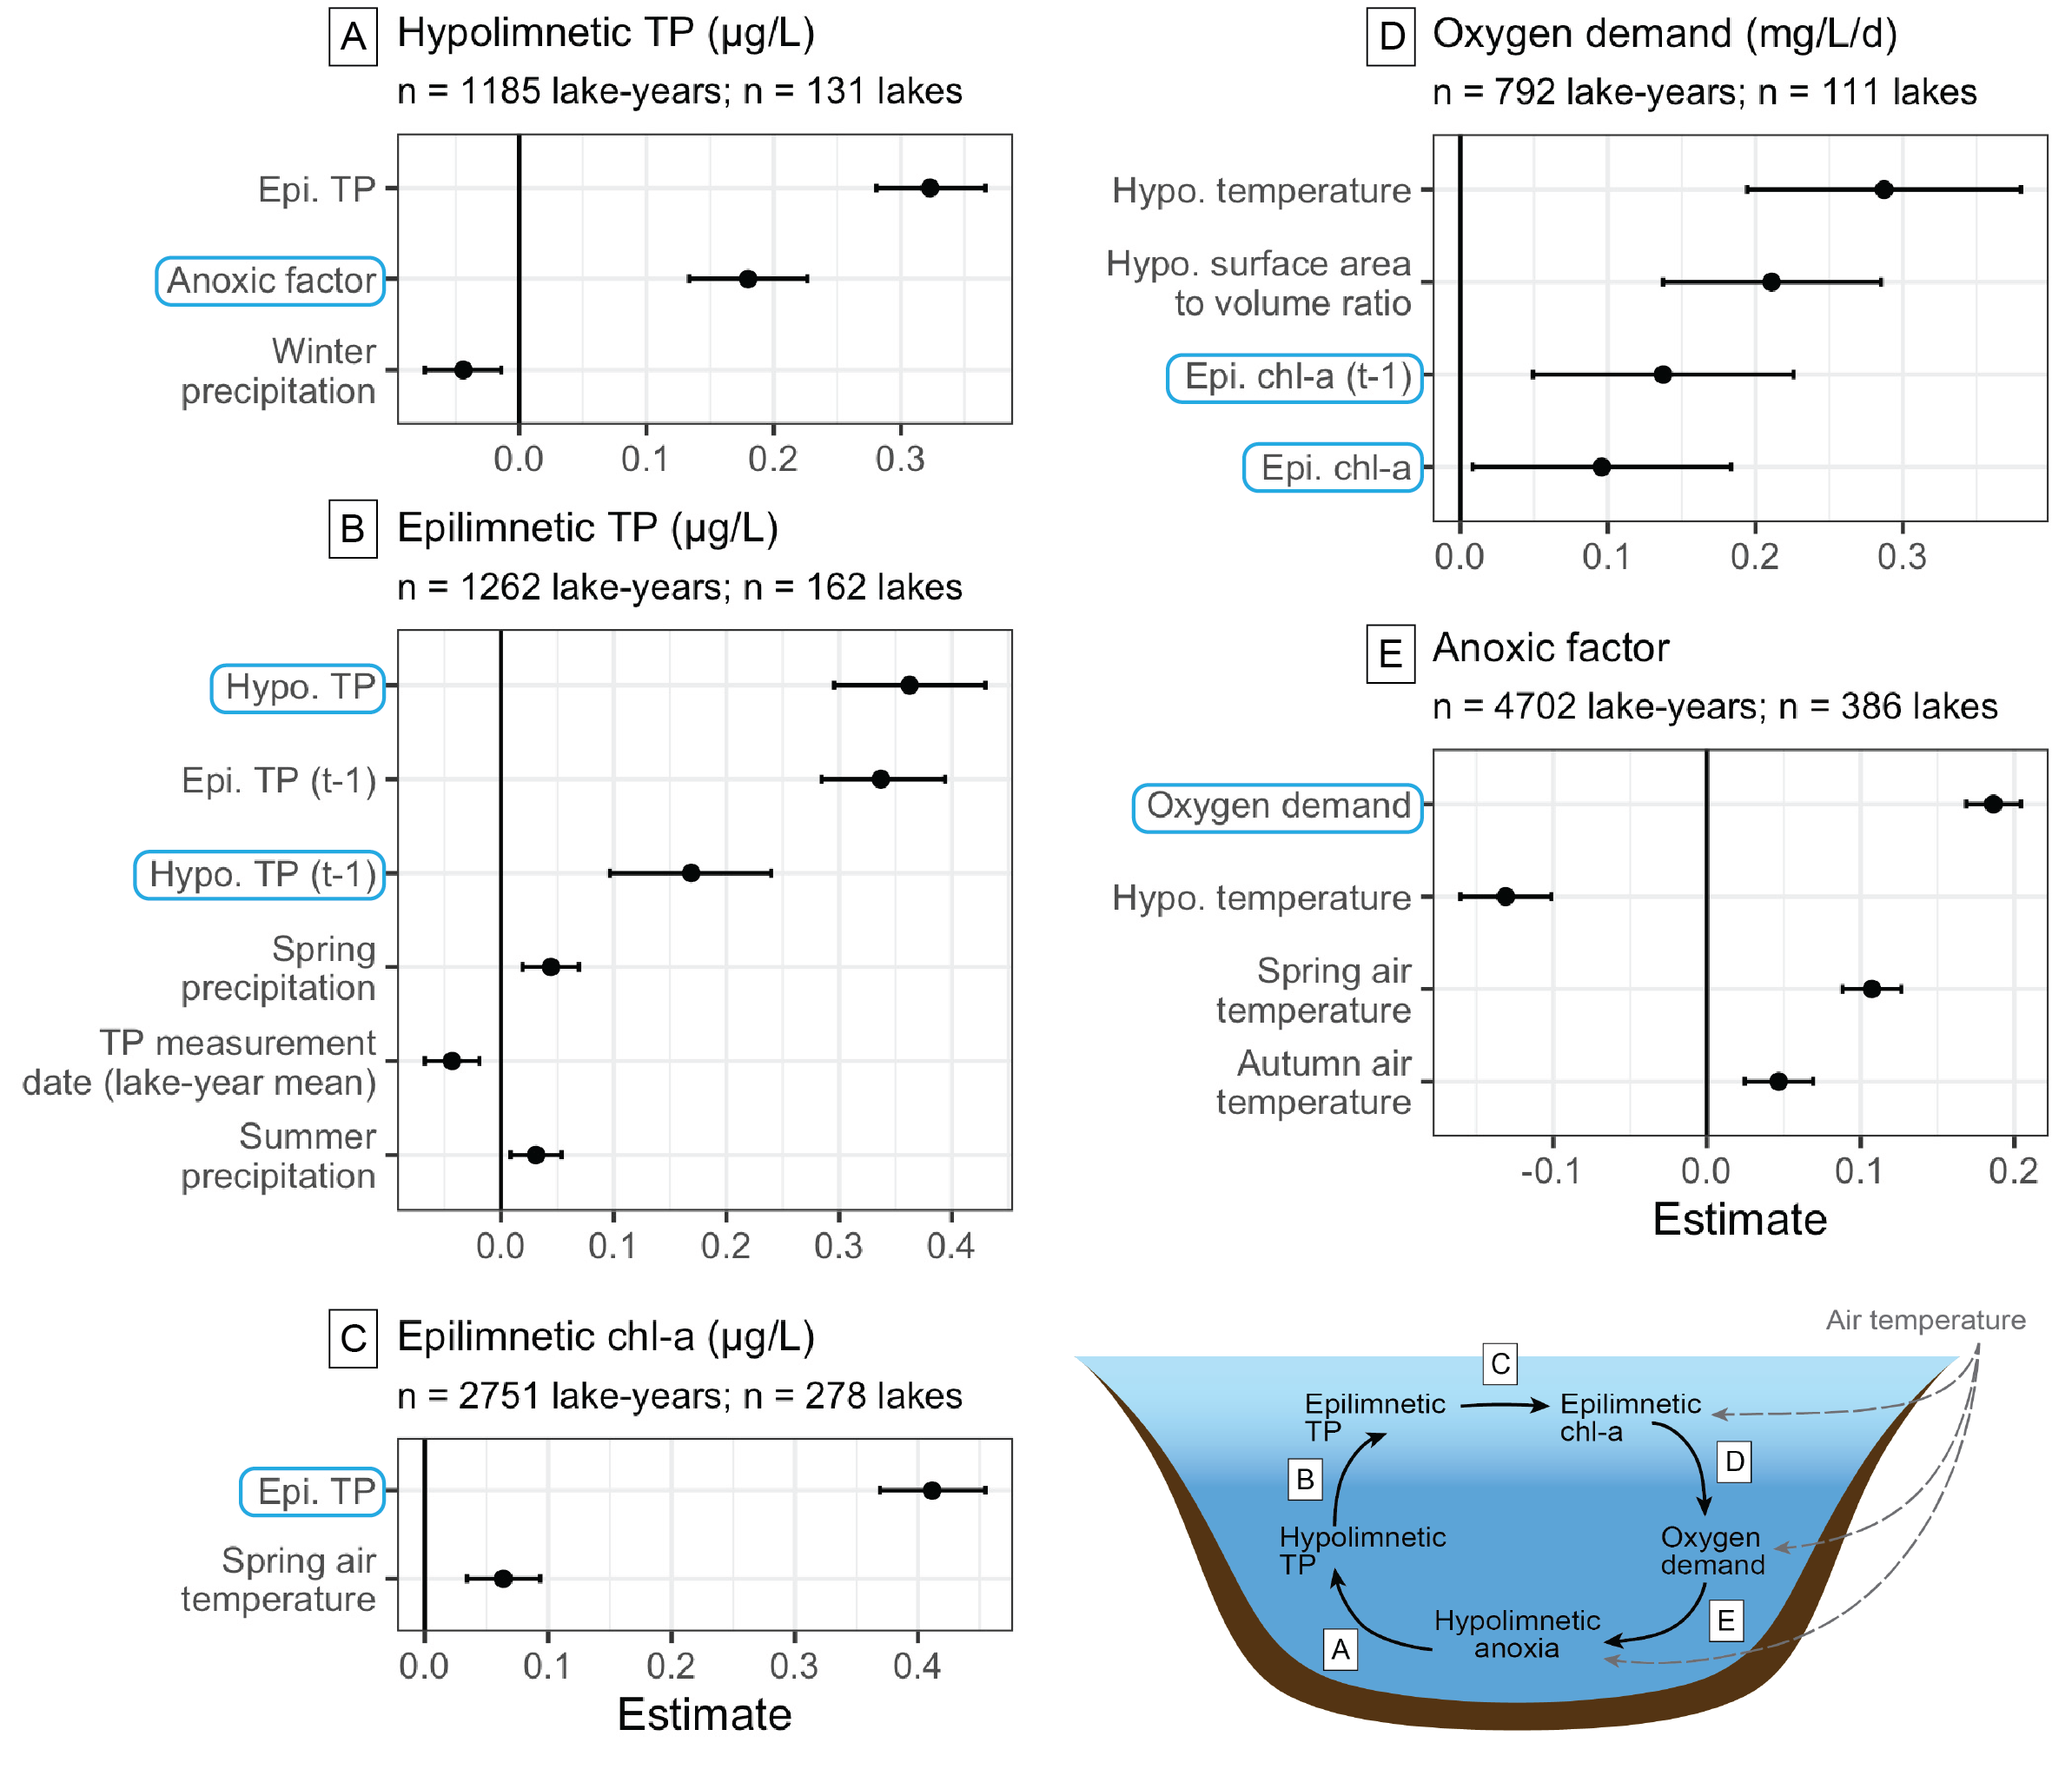 A Hypolimnetic TP (µg/L)
n = 1185 lake-years; n = 131 lakes
Epi. TP
Anoxic factor
Winter
precipitation
0.0 0.1 0.2 0.3
B Epilimnetic TP (µg/L)
n = 1262 lake-years; n = 162 lakes
Hypo. TP
Epi. TP (t-1)
Hypo. TP (t-1)
Spring
precipitation
TP measurement
date (lake-year mean)
Summer
precipitation
0.0 0.1 0.2 0.3 0.4
C Epilimnetic chl-a (µg/L)
n = 2751 lake-years; n = 278 lakes
Epi. TP
Spring air
temperature
0.0 0.1 0.2 0.3 0.4
Estimate
D Oxygen demand (mg/L/d)
n = 792 lake-years; n = 111 lakes
Hypo. temperature
Hypo. surface area
to volume ratio
Epi. chl-a (t-1)
Epi. chl-a
0.0 0.1 0.2 0.3
E Anoxic factor
n = 4702 lake-years; n = 386 lakes
Oxygen demand
Hypo. temperature
Spring air
temperature
Autumn air
temperature
-0.1 0.0 0.1 0.2
Estimate
Air temperature
C
Epilimnetic
TP
Epilimnetic
chl-a
B
D
Hypolimnetic
TP
Oxygen
demand
A
Hypolimnetic
anoxia
E